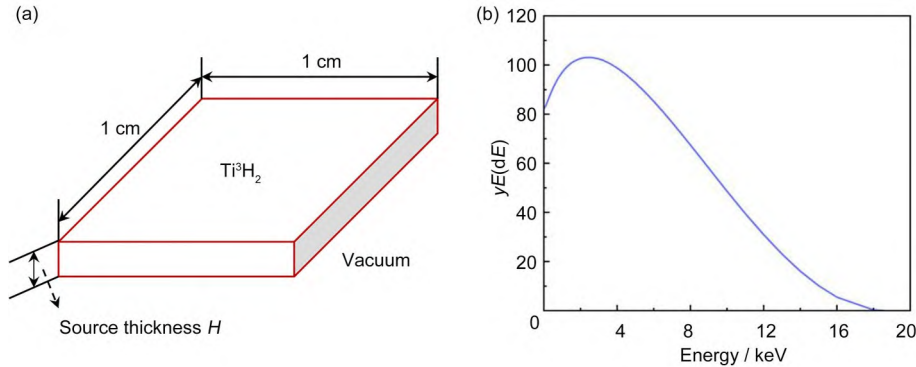 (a)
1 cm
1 cm
Ti³H₂
Vacuum
Source thickness H
(b)
120
100
80
60
40
20
0
yE(dE)
0 4 8 12 16 20
Energy / keV